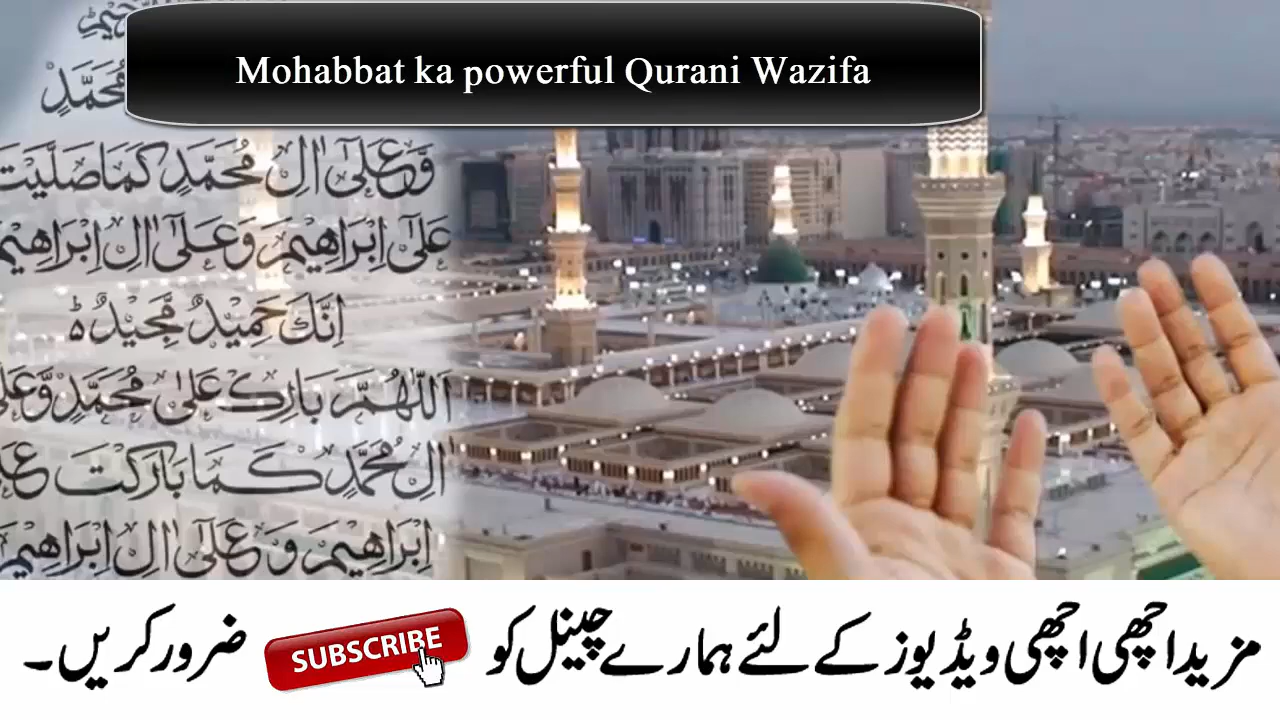 Mohabbat ka powerful Qurani Wazifa
مُحَمَّدٍ
وَّعَلٰٓى اٰلِ مُحَمَّدٍ كَمَا صَلَّيْتَ
عَلٰٓى اِبْرَاهِيْمَ وَعَلٰٓى اٰلِ اِبْرَاهِيْمَ
اِنَّكَ حَمِيْدٌ مَّجِيْدٌ ؕ
اَللّٰهُمَّ بَارِكْ عَلٰى مُحَمَّدٍ وَّعَلٰٓى
اٰلِ مُحَمَّدٍ كَمَا بَارَكْتَ
اِبْرَاهِيْمَ وَعَلٰٓى اٰلِ اِبْرَاهِيْمَ
مزید اچھی اچھی ویڈیوز کے لئے ہمارے چینل کو SUBSCRIBE ضرور کریں۔